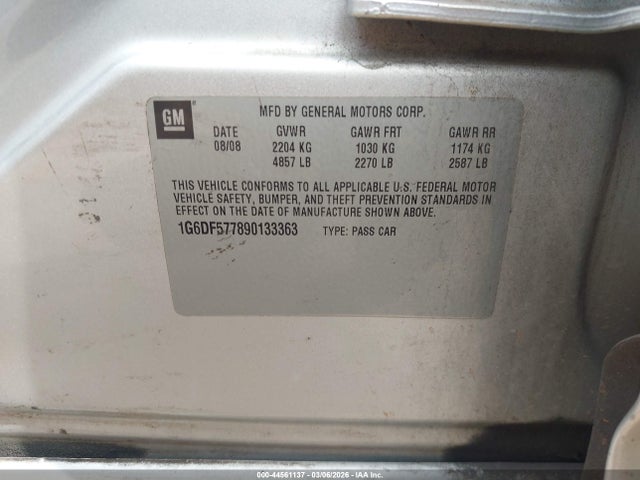 GM
MFD BY GENERAL MOTORS CORP.
DATE GVWR GAWR FRT GAWR RR
08/08 2204 KG 1030 KG 1174 KG
4857 LB 2270 LB 2587 LB
THIS VEHICLE CONFORMS TO ALL APPLICABLE U.S. FEDERAL MOTOR
VEHICLE SAFETY, BUMPER, AND THEFT PREVENTION STANDARDS
IN EFFECT ON THE DATE OF MANUFACTURE SHOWN ABOVE.
1G6DF577890133363 TYPE: PASS CAR
000-44561137 - 03/06/2026 - IAA Inc.